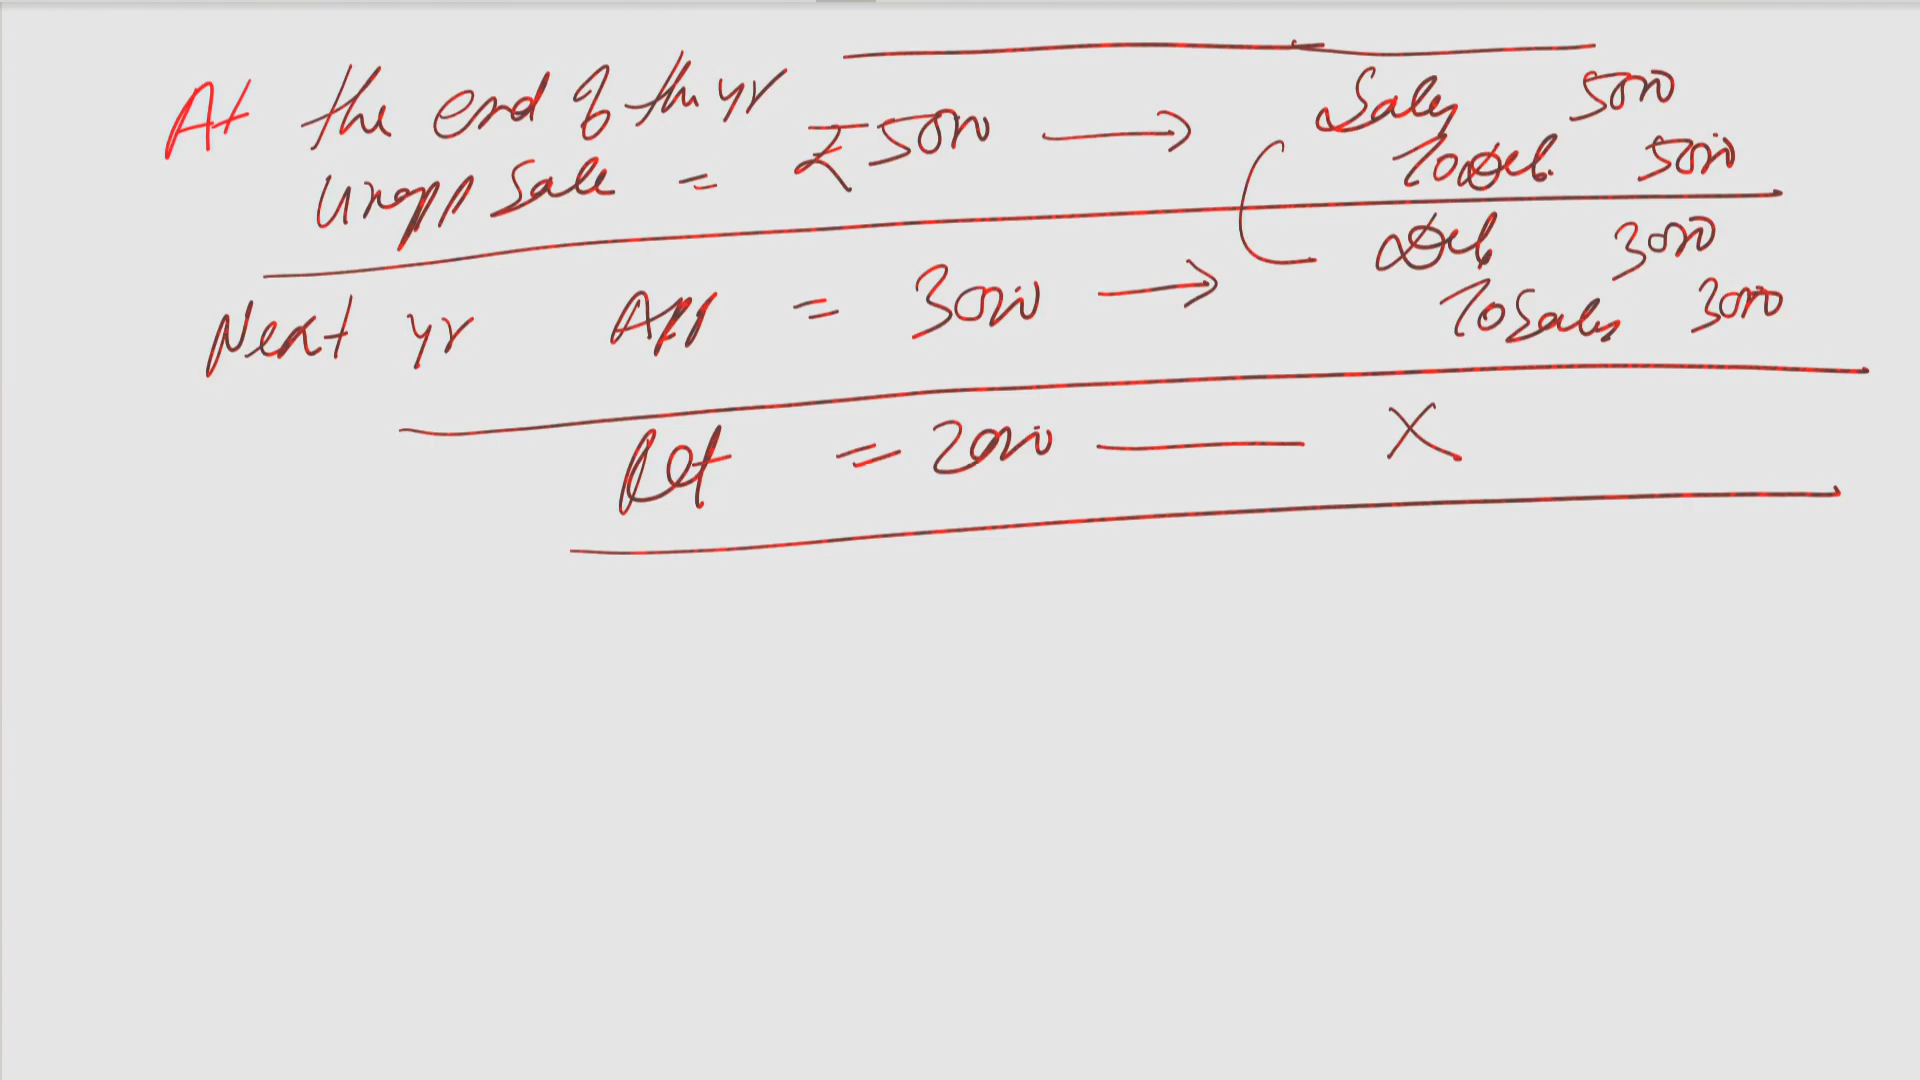 At the end of the yr
unapp sale = ₹5000 → Sales 5000
To Deb. 5000
Next yr App = 3000 → Deb 3000
To Sales 3000
Ret = 2000 — X